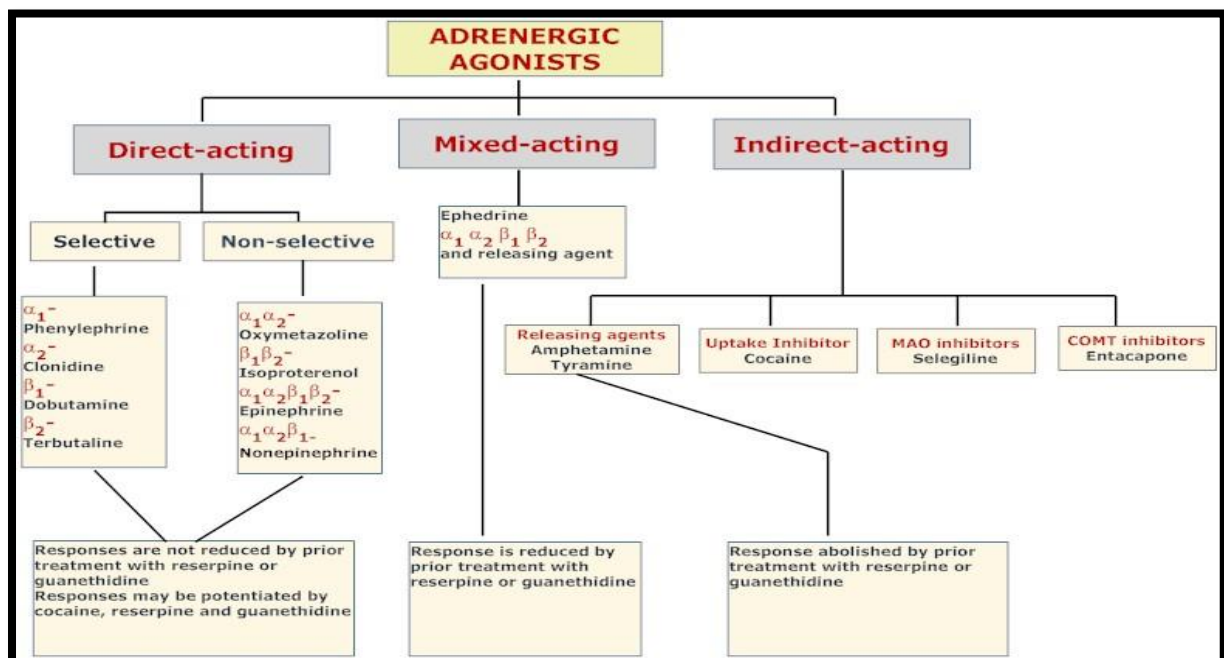 ADRENERGIC
AGONISTS
Direct-acting
Mixed-acting
Indirect-acting
Selective
Non-selective
Ephedrine
α₁ α₂ β₁ β₂
and releasing agent
α₁-
Phenylephrine
α₂-
Clonidine
β₁-
Dobutamine
β₂-
Terbutaline
α₁α₂-
Oxymetazoline
β₁β₂-
Isoproterenol
α₁α₂β₁β₂-
Epinephrine
α₁α₂β₁-
Nonepinephrine
Releasing agents
Amphetamine
Tyramine
Uptake Inhibitor
Cocaine
MAO inhibitors
Selegiline
COMT inhibitors
Entacapone
Responses are not reduced by prior
treatment with reserpine or
guanethidine
Responses may be potentiated by
cocaine, reserpine and guanethidine
Response is reduced by
prior treatment with
reserpine or guanethidine
Response abolished by prior
treatment with reserpine or
guanethidine